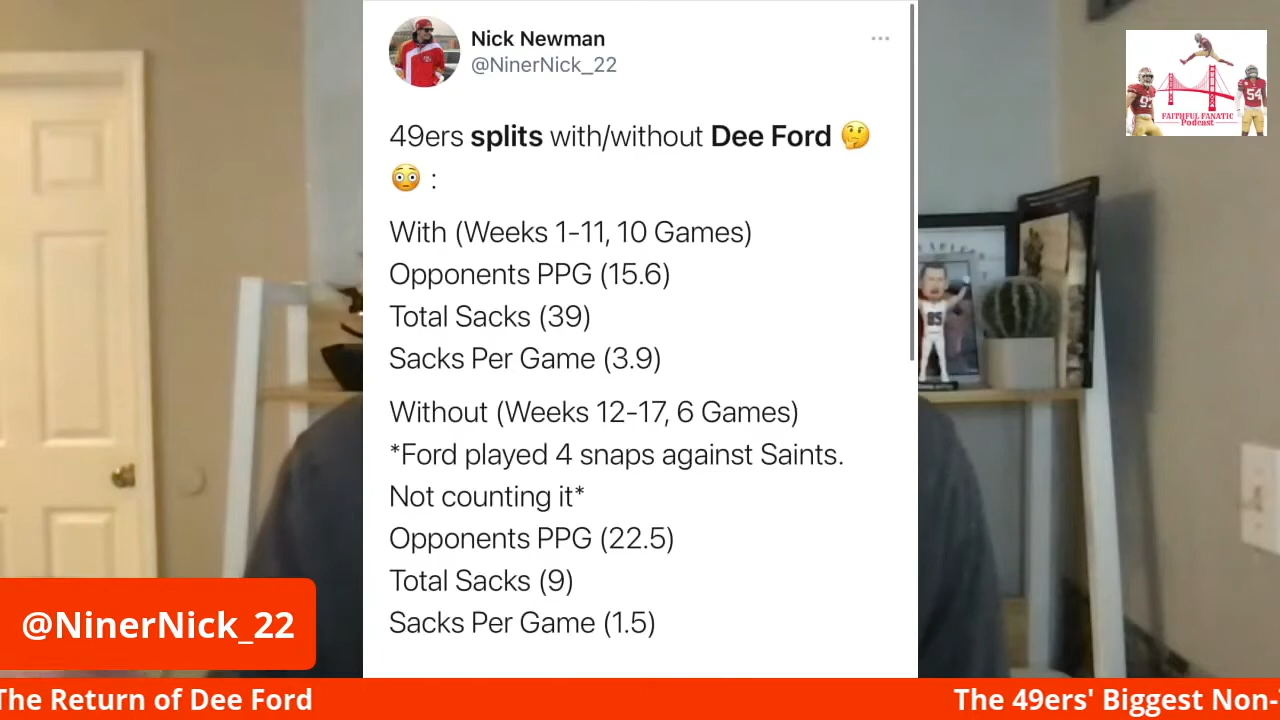 Nick Newman
@NinerNick_22
49ers splits with/without Dee Ford 🤔
😳 :
With (Weeks 1-11, 10 Games)
Opponents PPG (15.6)
Total Sacks (39)
Sacks Per Game (3.9)
Without (Weeks 12-17, 6 Games)
*Ford played 4 snaps against Saints.
Not counting it*
Opponents PPG (22.5)
Total Sacks (9)
Sacks Per Game (1.5)
FAITHFUL FANATIC
Podcast
54
85
@NinerNick_22
The Return of Dee Ford
The 49ers' Biggest Non-